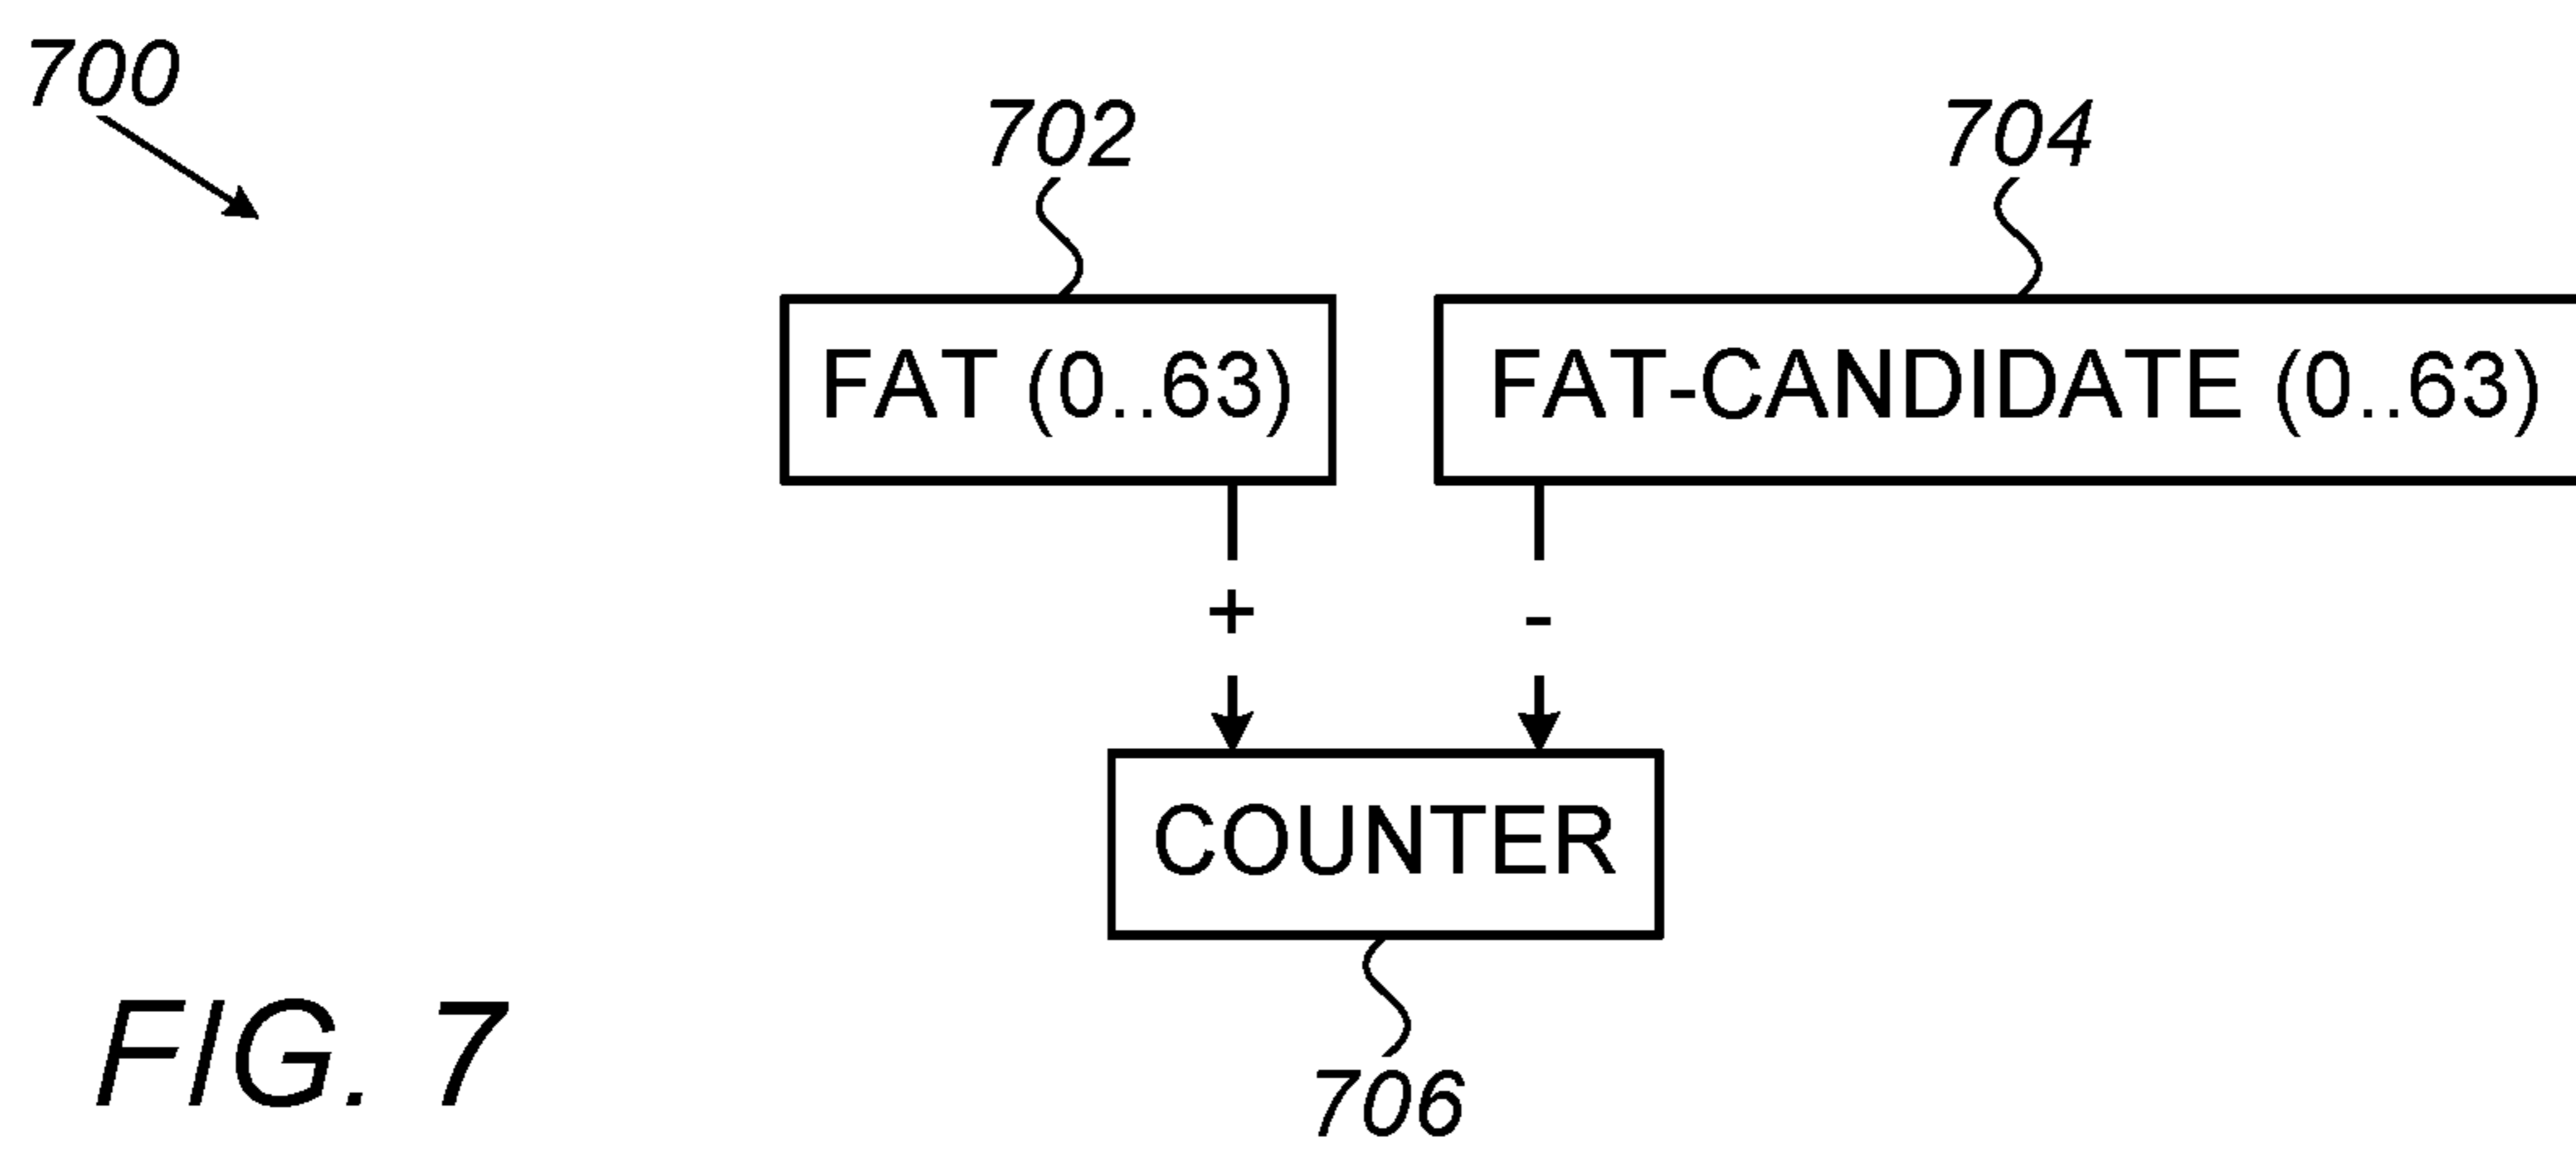 700
702
704
FAT (0..63)
FAT-CANDIDATE (0..63)
+
-
COUNTER
FIG. 7
706